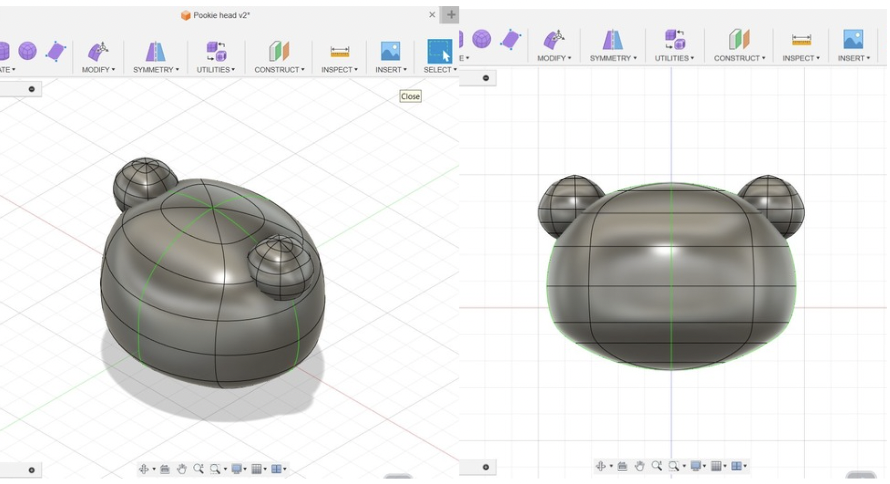 Pookie head v2*
ATE▾ MODIFY▾ SYMMETRY▾ UTILITIES▾ CONSTRUCT▾ INSPECT▾ INSERT▾ SELECT▾
Close
E▾ MODIFY▾ SYMMETRY▾ UTILITIES▾ CONSTRUCT▾ INSPECT▾ INSERT▾